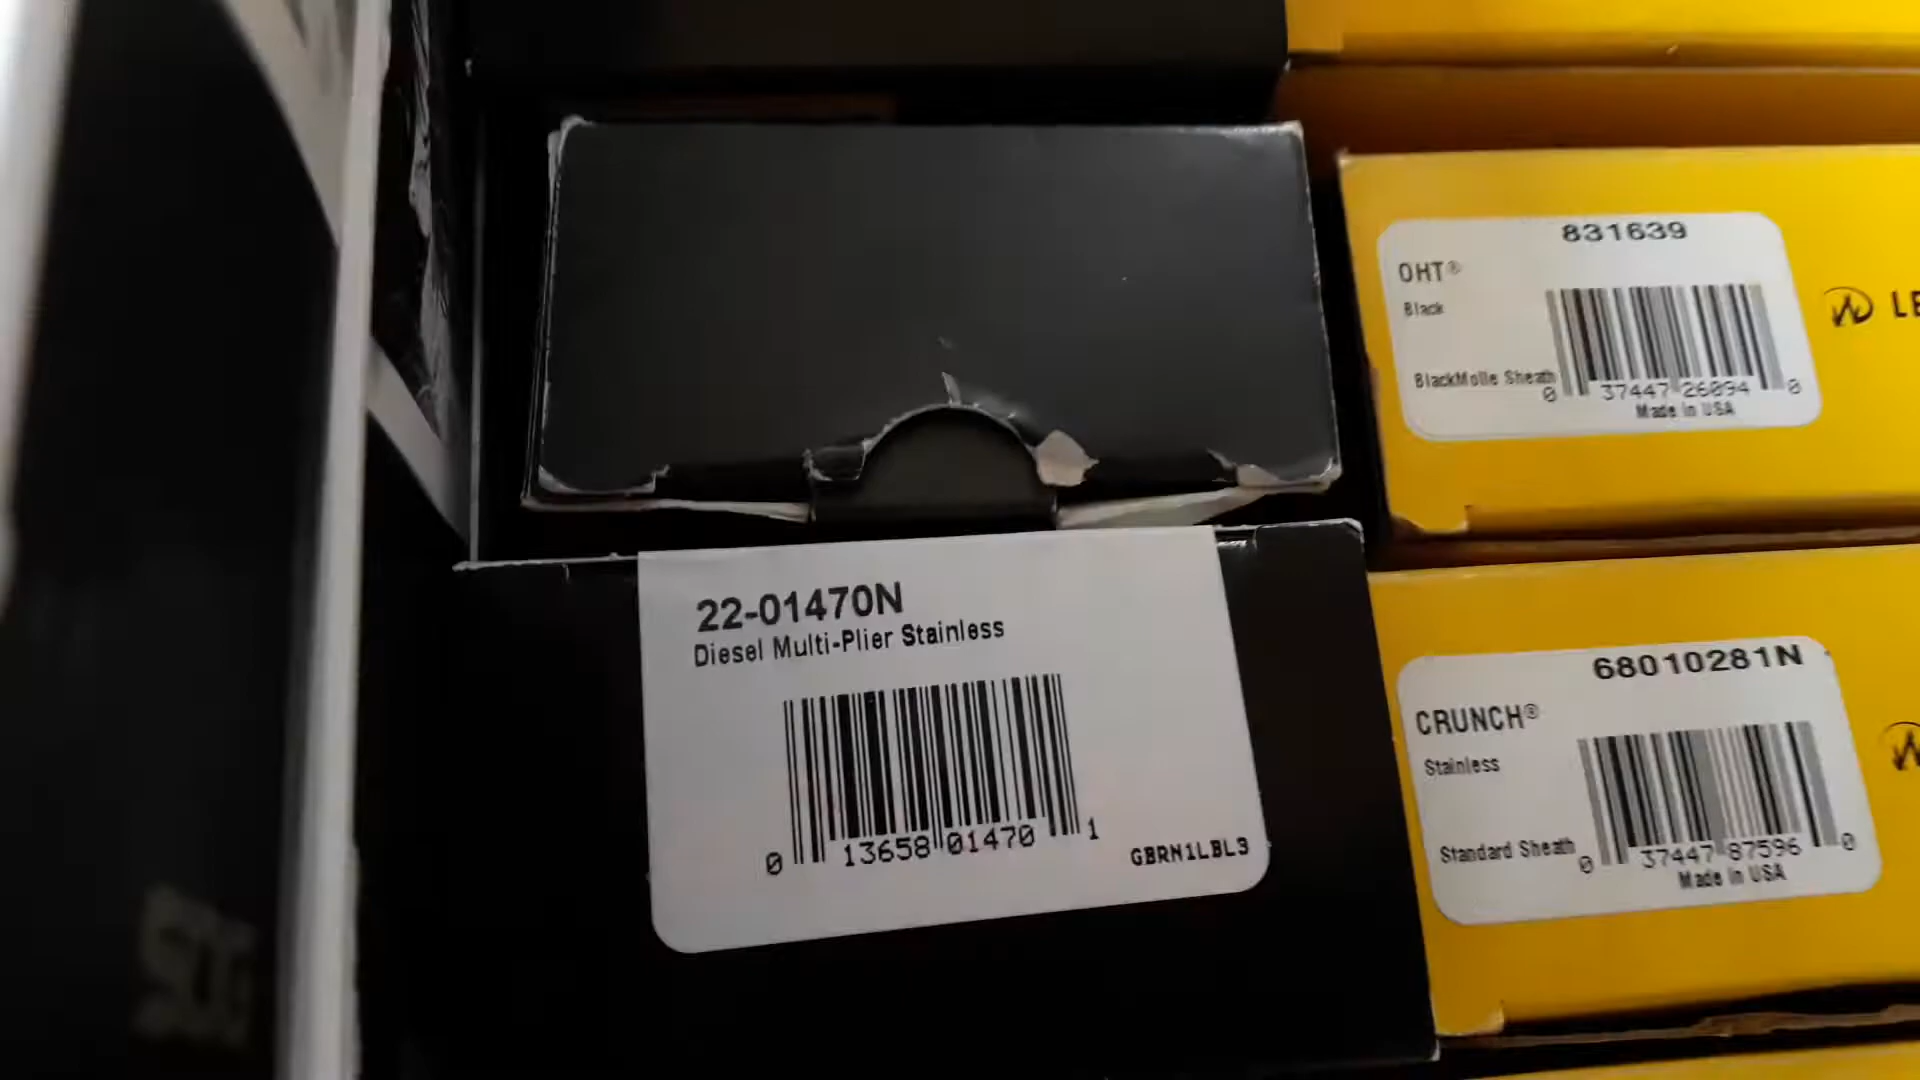 831639
OHT®
Black
BlackMolle Sheath
0 37447 26094 0
Made in USA
22-01470N
Diesel Multi-Plier Stainless
0 13658 01470 1
GBRN1LBL3
68010281N
CRUNCH®
Stainless
Standard Sheath
0 37447 87596 0
Made in USA